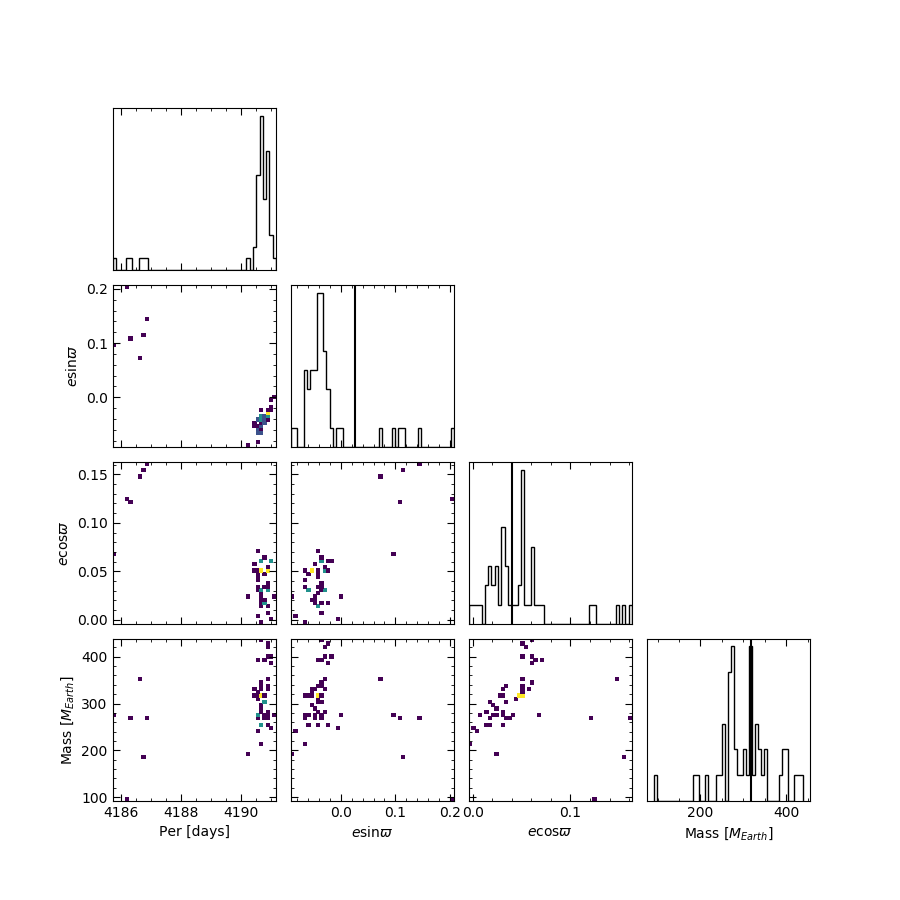 0.2
0.1
0.0
esinϖ
0.15
0.10
0.05
0.00
ecosϖ
400
300
200
100
Mass [M_Earth]
4186 4188 4190
0.0 0.1 0.2
0.0 0.1
200 400
Per [days]
esinϖ
ecosϖ
Mass [M_Earth]